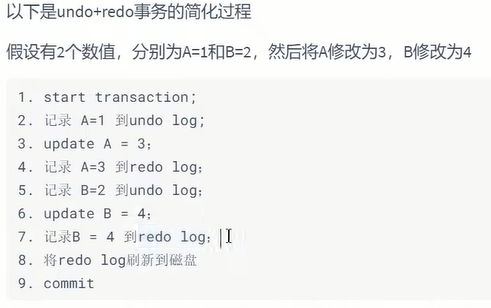 以下是undo+redo事务的简化过程
假设有2个数值，分别为A=1和B=2，然后将A修改为3，B修改为4
1. start transaction;
2. 记录 A=1 到undo log;
3. update A = 3；
4. 记录 A=3 到redo log；
5. 记录 B=2 到undo log；
6. update B = 4；
7. 记录B = 4 到redo log；
8. 将redo log刷新到磁盘
9. commit